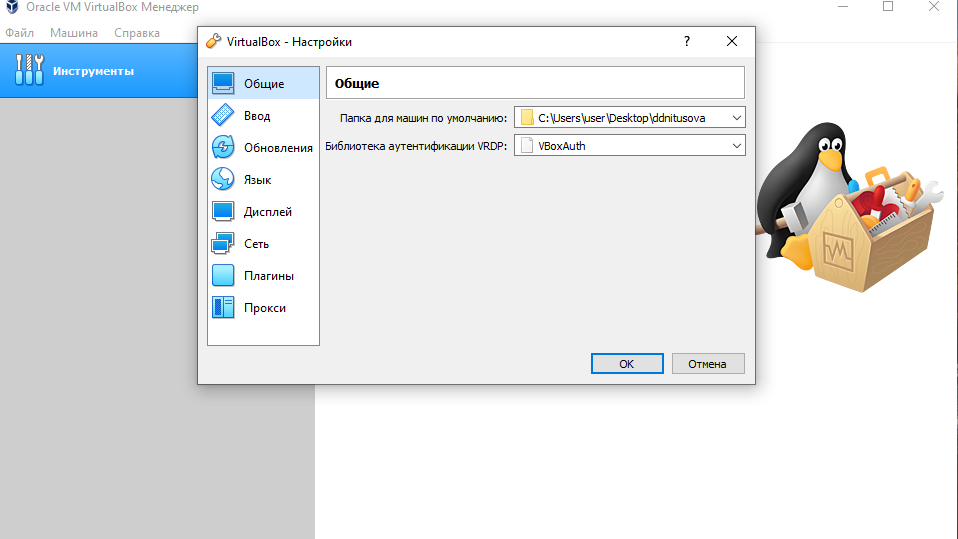 Oracle VM VirtualBox Менеджер
Файл Машина Справка
Инструменты
VirtualBox - Настройки ?
Общие
Ввод
Обновления
Язык
Дисплей
Сеть
Плагины
Прокси
Общие
Папка для машин по умолчанию: C:\Users\user\Desktop\ddnitusova
Библиотека аутентификации VRDP: VBoxAuth
OK Отмена